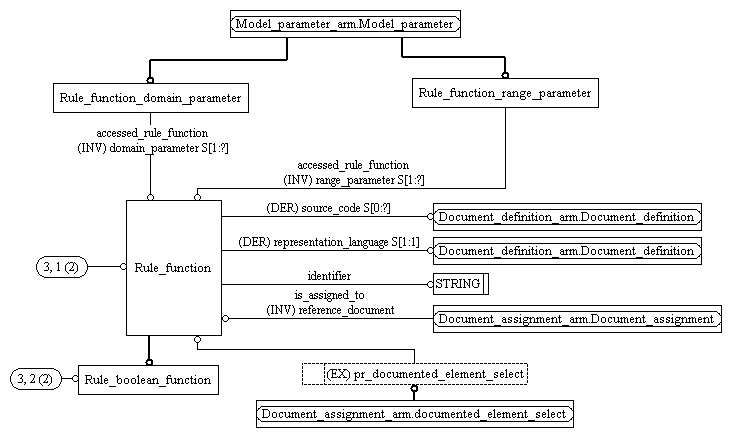 Model_parameter_arm.Model_parameter
Rule_function_domain_parameter
Rule_function_range_parameter
accessed_rule_function
(INV) domain_parameter S[1:?]
accessed_rule_function
(INV) range_parameter S[1:?]
(DER) source_code S[0:?]
Document_definition_arm.Document_definition
(DER) representation_language S[1:1]
Document_definition_arm.Document_definition
3, 1 (2)
Rule_function
identifier
STRING
is_assigned_to
(INV) reference_document
Document_assignment_arm.Document_assignment
3, 2 (2)
Rule_boolean_function
(EX) pr_documented_element_select
Document_assignment_arm.documented_element_select